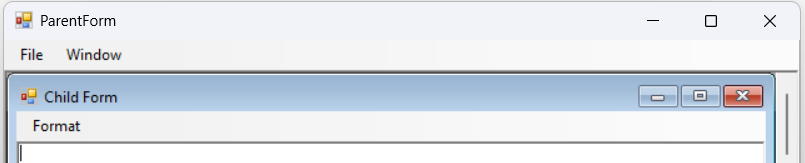 ParentForm
File Window
Child Form
Format